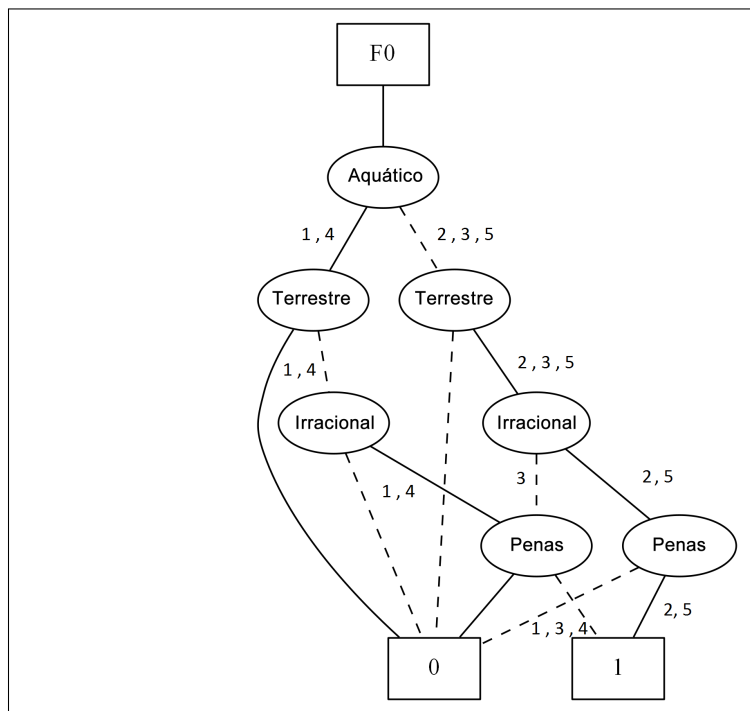 F0
Aquático
1,4
2,3,5
Terrestre
Terrestre
1,4
2,3,5
Irracional
Irracional
1,4
3
2,5
Penas
Penas
1,3,4
2,5
0
1